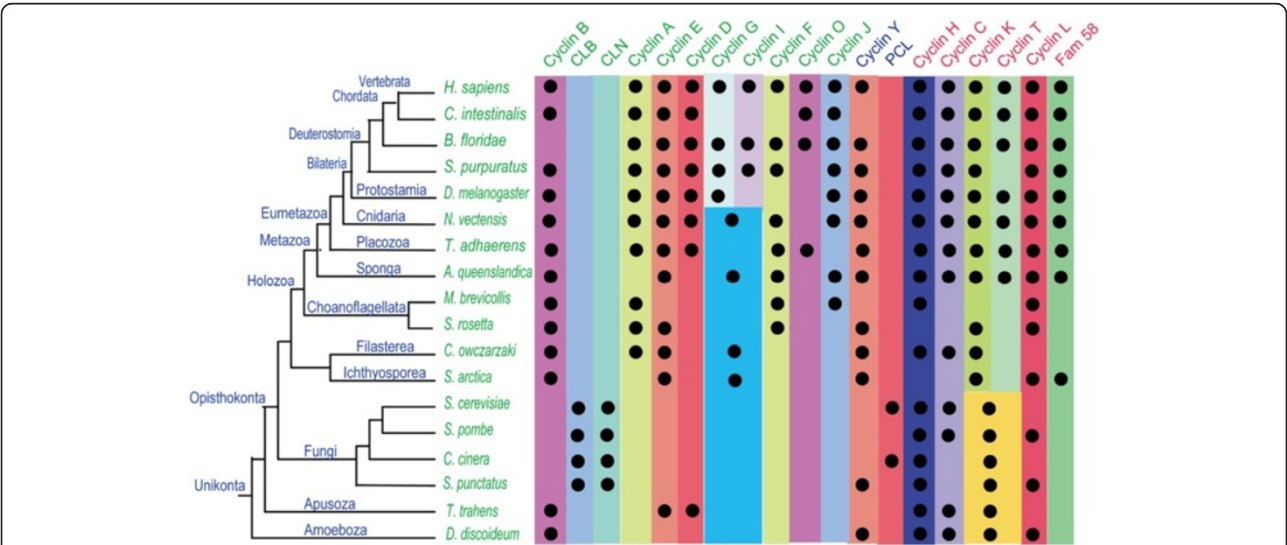 Cyclin B CLB CLN Cyclin A Cyclin E Cyclin D Cyclin G Cyclin I Cyclin F Cyclin O Cyclin J Cyclin Y PCL Cyclin H Cyclin C Cyclin K Cyclin T Cyclin L Fam 58
Vertebrata
H. sapiens
Chordata
C. intestinalis
Deuterostomia
B. floridae
Bilateria
S. purpuratus
Protostamia
D. melanogaster
Eumetazoa
Cnidaria
N. vectensis
Metazoa
Placozoa
T. adhaerens
Sponga
A. queenslandica
Holozoa
M. brevicollis
Choanoflagellata
S. rosetta
Filasterea
C. owczarzaki
Ichthyosporea
S. arctica
Opisthokonta
S. cerevisiae
S. pombe
Fungi
C. cinera
Unikonta
S. punctatus
Apusoza
T. trahens
Amoeboza
D. discoideum